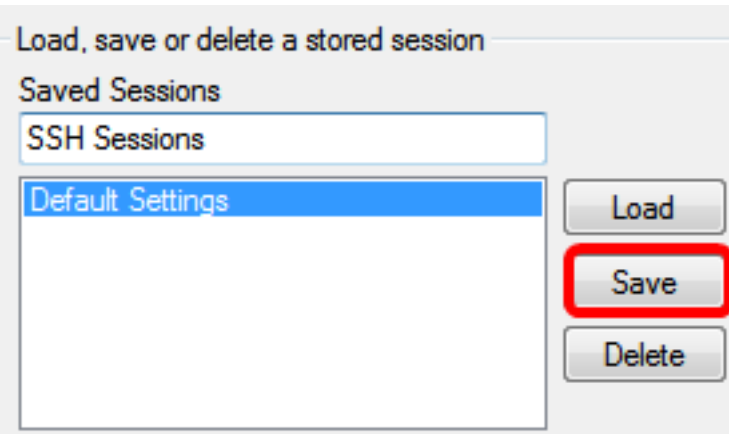 Load, save or delete a stored session
Saved Sessions
SSH Sessions
Default Settings
Load
Save
Delete